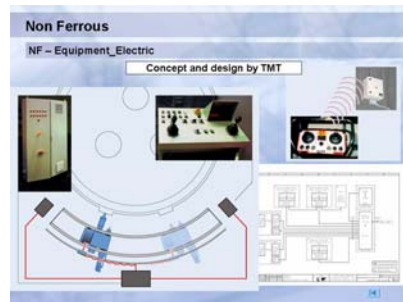 Non Ferrous
NF – Equipment_Electric
Concept and design by TMT